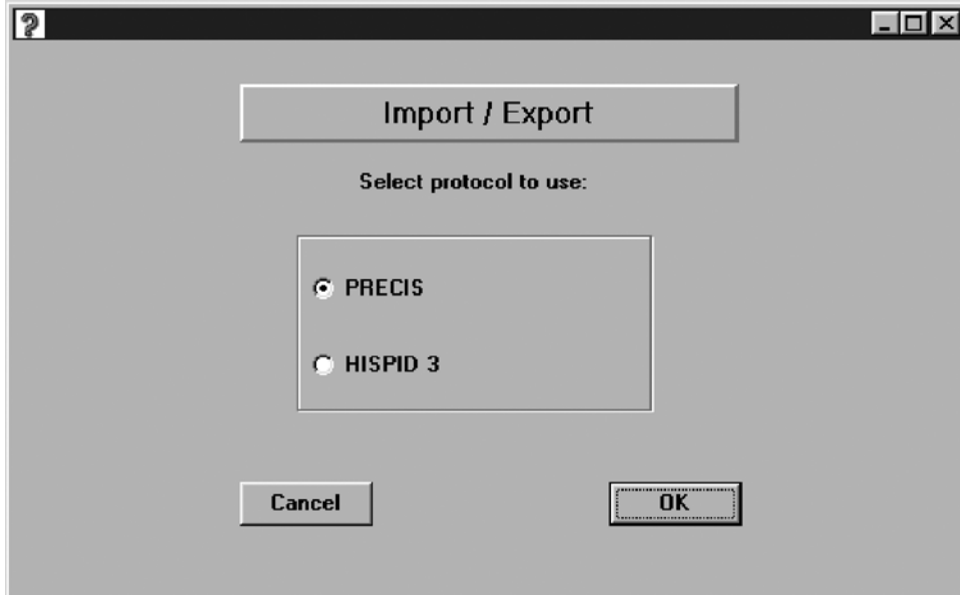 Import / Export
Select protocol to use:
PRECIS
HISPID 3
Cancel
OK